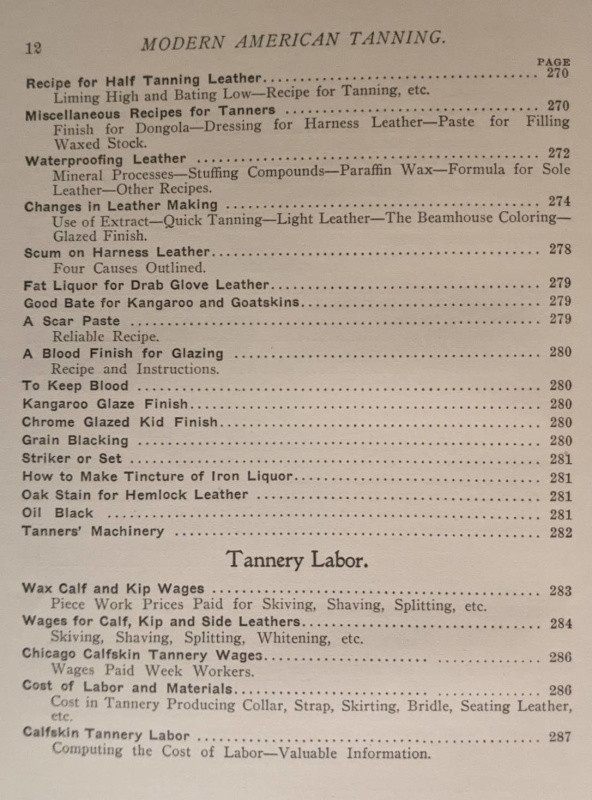 12 MODERN AMERICAN TANNING.
PAGE
Recipe for Half Tanning Leather........................................ 270
Liming High and Bating Low—Recipe for Tanning, etc.
Miscellaneous Recipes for Tanners ..................................... 270
Finish for Dongola—Dressing for Harness Leather—Paste for Filling
Waxed Stock.
Waterproofing Leather ................................................. 272
Mineral Processes—Stuffing Compounds—Paraffin Wax—Formula for Sole
Leather—Other Recipes.
Changes in Leather Making ............................................. 274
Use of Extract—Quick Tanning—Light Leather—The Beamhouse Coloring—
Glazed Finish.
Scum on Harness Leather................................................ 278
Four Causes Outlined.
Fat Liquor for Drab Glove Leather...................................... 279
Good Bate for Kangaroo and Goatskins................................... 279
A Scar Paste .......................................................... 279
Reliable Recipe.
A Blood Finish for Glazing ............................................ 280
Recipe and Instructions.
To Keep Blood ......................................................... 280
Kangaroo Glaze Finish.................................................. 280
Chrome Glazed Kid Finish............................................... 280
Grain Blacking ........................................................ 280
Striker or Set ........................................................ 281
How to Make Tincture of Iron Liquor.................................... 281
Oak Stain for Hemlock Leather ......................................... 281
Oil Black ............................................................. 281
Tanners' Machinery .................................................... 282
Tannery Labor.
Wax Calf and Kip Wages ................................................ 283
Piece Work Prices Paid for Skiving, Shaving, Splitting, etc.
Wages for Calf, Kip and Side Leathers.................................. 284
Skiving, Shaving, Splitting, Whitening, etc.
Chicago Calfskin Tannery Wages......................................... 286
Wages Paid Week Workers.
Cost of Labor and Materials............................................ 286
Cost in Tannery Producing Collar, Strap, Skirting, Bridle, Seating Leather,
etc.
Calfskin Tannery Labor ................................................ 287
Computing the Cost of Labor—Valuable Information.